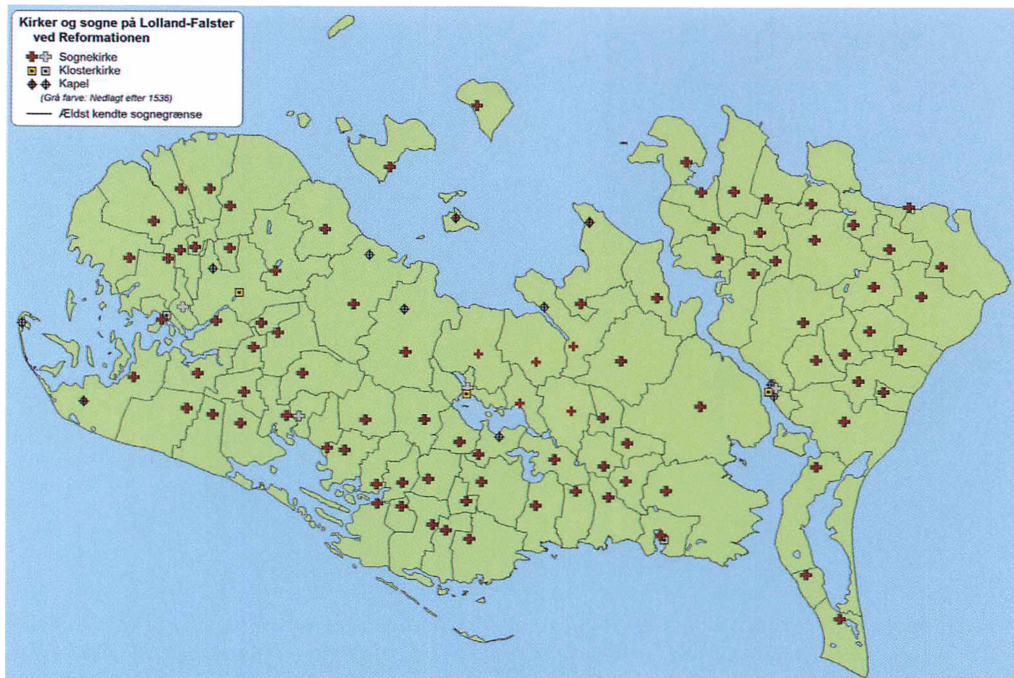 Kirker og sogne på Lolland-Falster
ved Reformationen
Sognekirke
Klosterkirke
Kapel
(Grå farve: Nedlagt efter 1536)
Ældst kendte sognegrænse